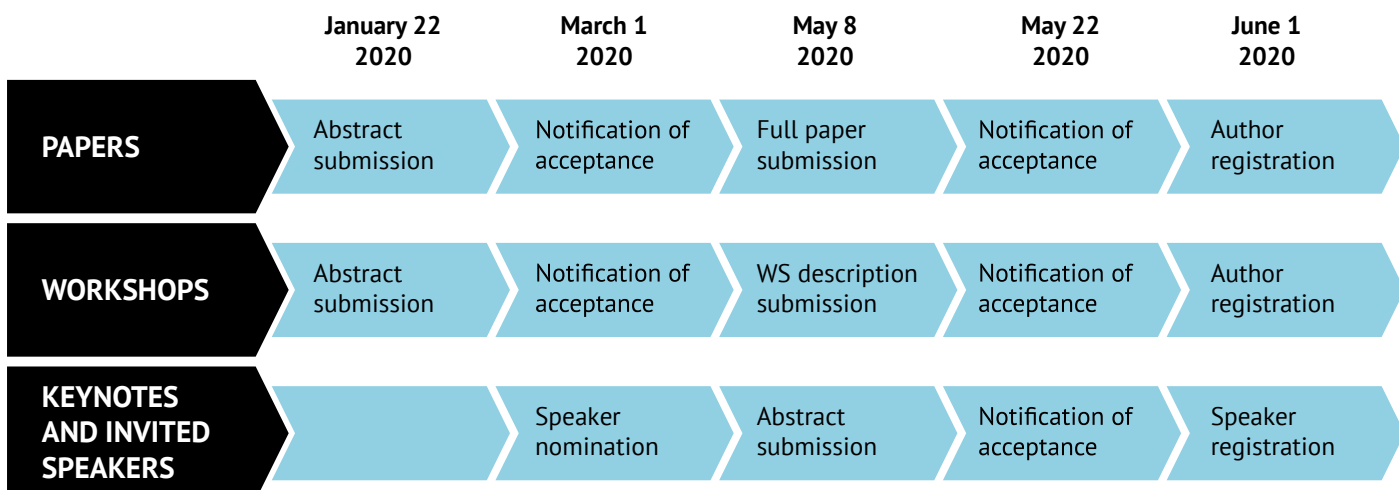 January 22
2020
March 1
2020
May 8
2020
May 22
2020
June 1
2020
PAPERS
Abstract
submission
Notification of
acceptance
Full paper
submission
Notification of
acceptance
Author
registration
WORKSHOPS
Abstract
submission
Notification of
acceptance
WS description
submission
Notification of
acceptance
Author
registration
KEYNOTES
AND INVITED
SPEAKERS
Speaker
nomination
Abstract
submission
Notification of
acceptance
Speaker
registration